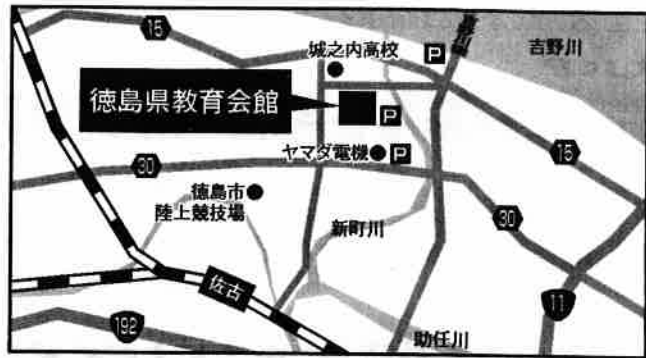 15
城之内高校
P
吉野川
徳島県教育会館
P
ヤマダ電機
P
15
30
徳島市
陸上競技場
新町川
30
佐古
11
192
助任川